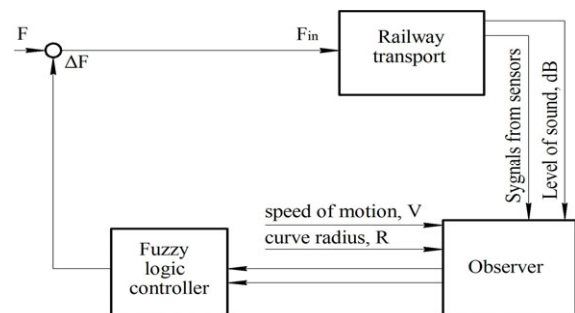 F
ΔF
F_in
Railway
transport
Sygnals from sensors
Level of sound, dB
speed of motion, V
curve radius, R
Fuzzy
logic
controller
Observer